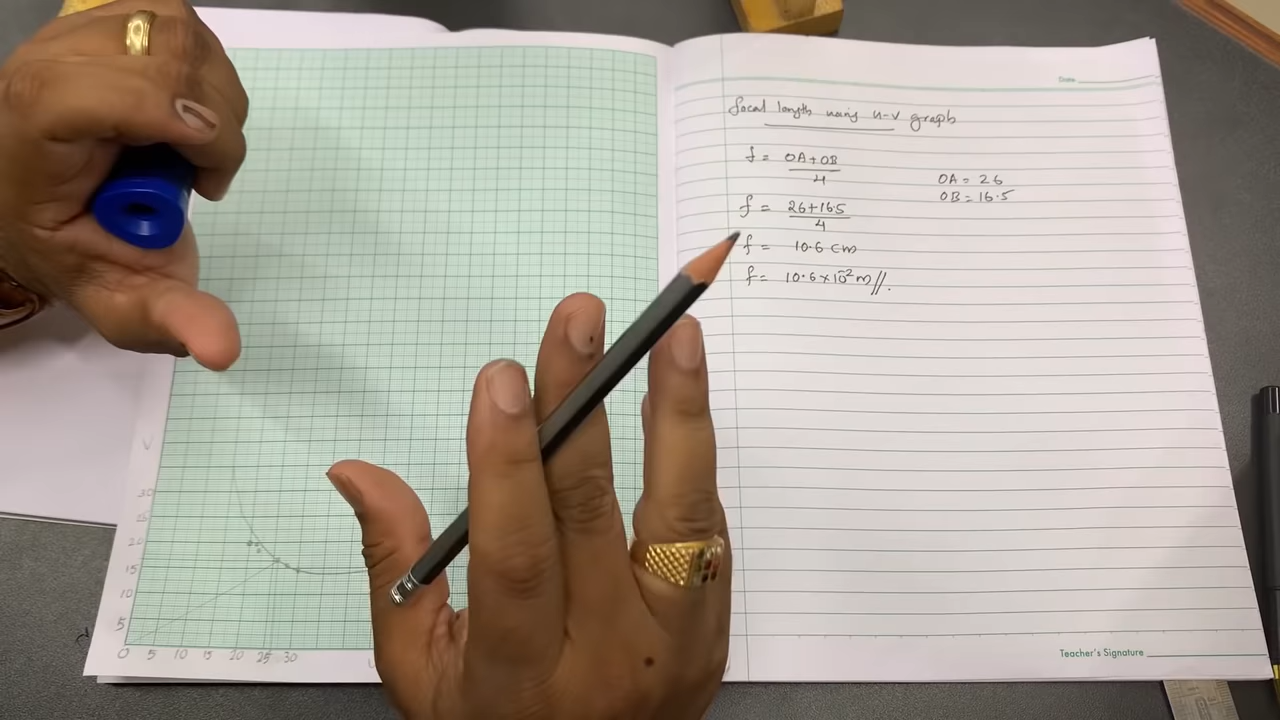 Date
focal length using u-v graph
f = OA+OB
4
OA = 26
OB = 16.5
f = 26+16.5
4
f = 10.6 cm
f = 10.6×10⁻² m//.
V
30
25
20
15
10
5
0 5 10 15 20 25 30
Teacher's Signature